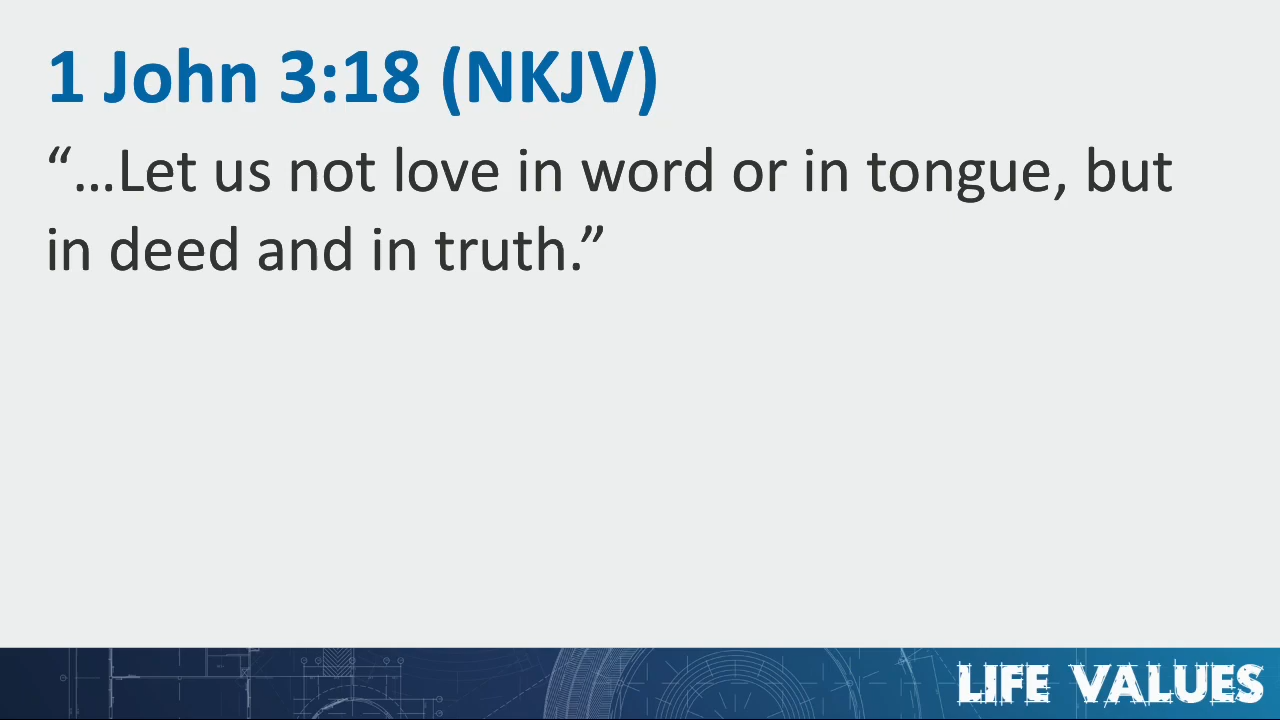 1 John 3:18 (NKJV)
“…Let us not love in word or in tongue, but
in deed and in truth.”
LIFE VALUES